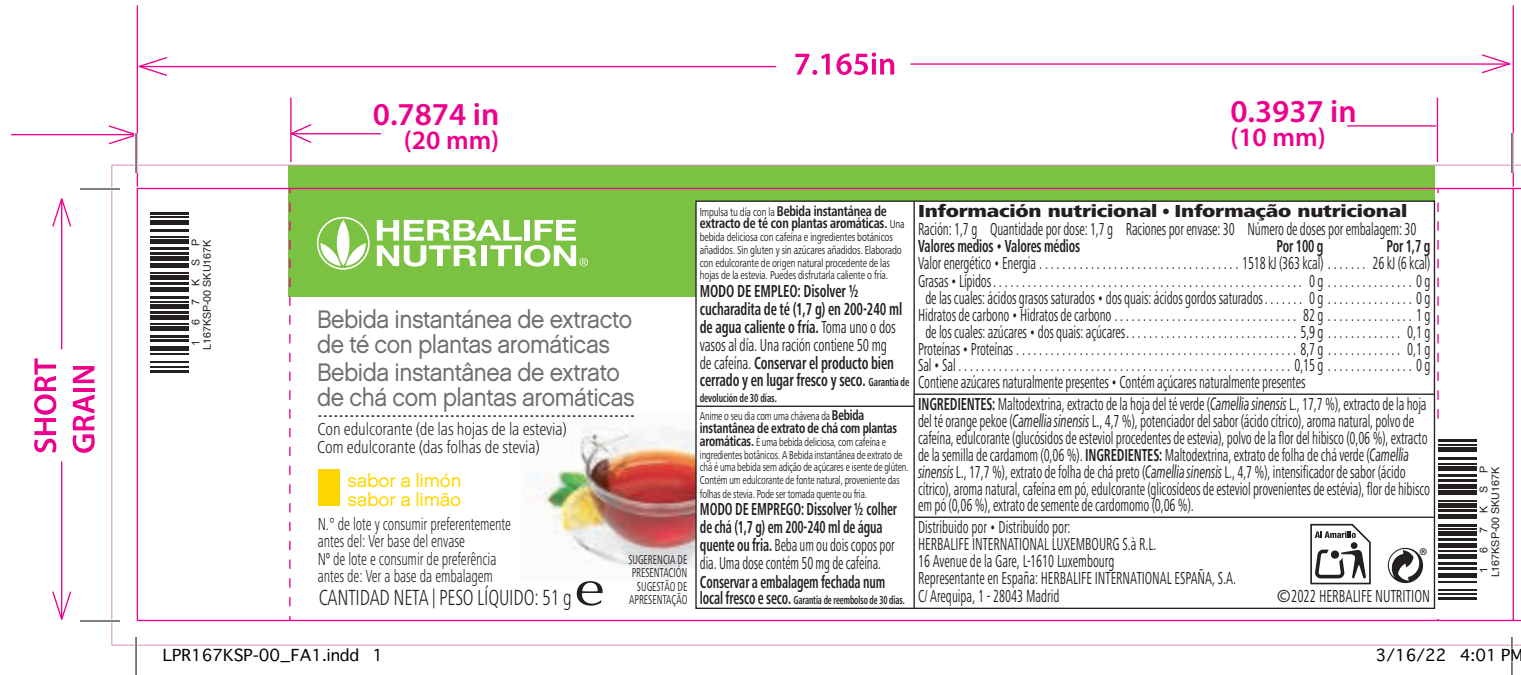 7.165in
0.7874 in
(20 mm)
0.3937 in
(10 mm)
SHORT
GRAIN
1 6 7 K S P
L167KSP-00 SKU167K
HERBALIFE
NUTRITION®
Bebida instantánea de extracto
de té con plantas aromáticas
Bebida instantânea de extrato
de chá com plantas aromáticas
Con edulcorante (de las hojas de la estevia)
Com edulcorante (das folhas de stevia)
sabor a limón
sabor a limão
N.° de lote y consumir preferentemente
antes del: Ver base del envase
Nº de lote e consumir de preferência
antes de: Ver a base da embalagem
CANTIDAD NETA | PESO LÍQUIDO: 51 g ℮
SUGERENCIA DE
PRESENTACIÓN
SUGESTÃO DE
APRESENTAÇÃO
Impulsa tu día con la Bebida instantánea de
extracto de té con plantas aromáticas. Una
bebida deliciosa con cafeína e ingredientes botánicos
añadidos. Sin gluten y sin azúcares añadidos. Elaborado
con edulcorante de origen natural procedente de las
hojas de la estevia. Puedes disfrutarla caliente o fría.
MODO DE EMPLEO: Disolver ½
cucharadita de té (1,7 g) en 200-240 ml
de agua caliente o fría. Toma uno o dos
vasos al día. Una ración contiene 50 mg
de cafeína. Conservar el producto bien
cerrado y en lugar fresco y seco. Garantía de
devolución de 30 días.
Anime o seu dia com uma chávena da Bebida
instantânea de extrato de chá com plantas
aromáticas. É uma bebida deliciosa, com cafeína e
ingredientes botânicos. A Bebida instantânea de extrato de
chá é uma bebida sem adição de açucares e isente de glúten.
Contém um edulcorante de fonte natural, proveniente das
folhas de stevia. Pode ser tomada quente ou fria.
MODO DE EMPREGO: Dissolver ½ colher
de chá (1,7 g) em 200-240 ml de água
quente ou fria. Beba um ou dois copos por
dia. Uma dose contém 50 mg de cafeína.
Conservar a embalagem fechada num
local fresco e seco. Garantia de reembolso de 30 dias.
Información nutricional • Informação nutricional
Ración: 1,7 g Quantidade por dose: 1,7 g Raciones por envase: 30 Número de doses por embalagem: 30
Valores medios • Valores médios Por 100 g Por 1,7 g
Valor energético • Energia 1518 kJ (363 kcal) 26 kJ (6 kcal)
Grasas • Lípidos 0 g 0 g
de las cuales: ácidos grasos saturados • dos quais: ácidos gordos saturados 0 g 0 g
Hidratos de carbono • Hidratos de carbono 82 g 1 g
de los cuales: azúcares • dos quais: açúcares 5,9 g 0,1 g
Proteínas • Proteínas 8,7 g 0,1 g
Sal • Sal 0,15 g 0 g
Contiene azúcares naturalmente presentes • Contém açúcares naturalmente presentes
INGREDIENTES: Maltodextrina, extracto de la hoja del té verde (Camellia sinensis L., 17,7 %), extracto de la hoja
del té orange pekoe (Camellia sinensis L., 4,7 %), potenciador del sabor (ácido cítrico), aroma natural, polvo de
cafeína, edulcorante (glucósidos de esteviol procedentes de estevia), polvo de la flor del hibisco (0,06 %), extracto
de la semilla de cardamom (0,06 %). INGREDIENTES: Maltodextrina, extrato de folha de chá verde (Camellia
sinensis L., 17,7 %), extrato de folha de chá preto (Camellia sinensis L., 4,7 %), intensificador de sabor (ácido
cítrico), aroma natural, cafeína em pó, edulcorante (glicosídeos de esteviol provenientes de estévia), flor de hibisco
em pó (0,06 %), extrato de semente de cardomomo (0,06 %).
Distribuido por • Distribuído por:
HERBALIFE INTERNATIONAL LUXEMBOURG S.à R.L.
16 Avenue de la Gare, L-1610 Luxembourg
Representante en España: HERBALIFE INTERNATIONAL ESPAÑA, S.A.
C/ Arequipa, 1 - 28043 Madrid
Al Amarillo
®
©2022 HERBALIFE NUTRITION
1 6 7 K S P
L167KSP-00 SKU167K
LPR167KSP-00_FA1.indd 1
3/16/22 4:01 PM